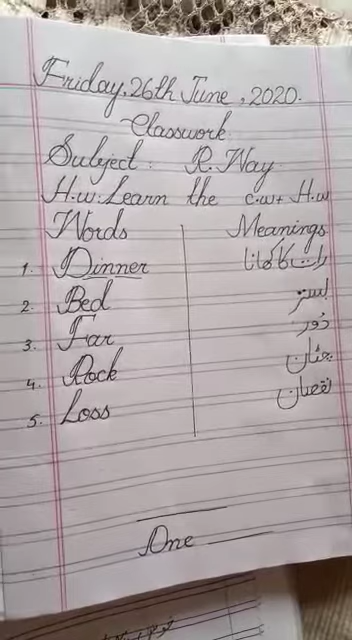 Friday, 26th June, 2020.
Classwork
Subject : R. Way
H.w: Learn the c.w+ H.w
Words Meanings
1. Dinner رات کا کھانا
2. Bed بستر
3. Far دور
4. Rock چٹان
5. Loss نقصان
One